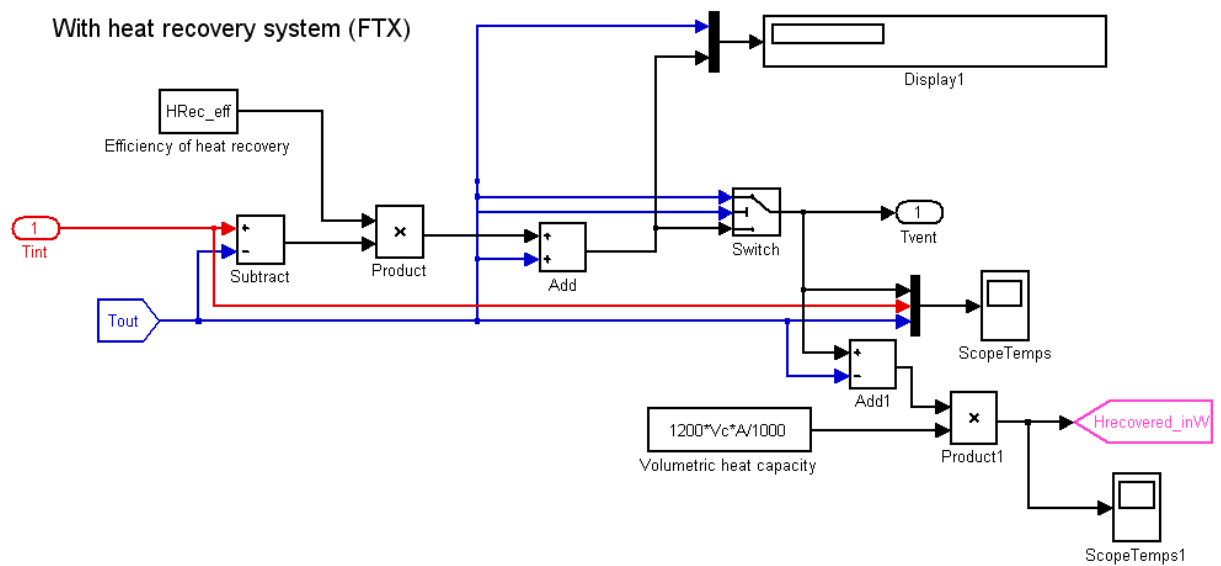 With heat recovery system (FTX)
Display1
HRec_eff
Efficiency of heat recovery
1
Tint
+
−
Subtract
×
Product
+
+
Add
Switch
1
Tvent
Tout
ScopeTemps
+
−
Add1
1200*Vc*A/1000
Volumetric heat capacity
×
Product1
Hrecovered_inW
ScopeTemps1